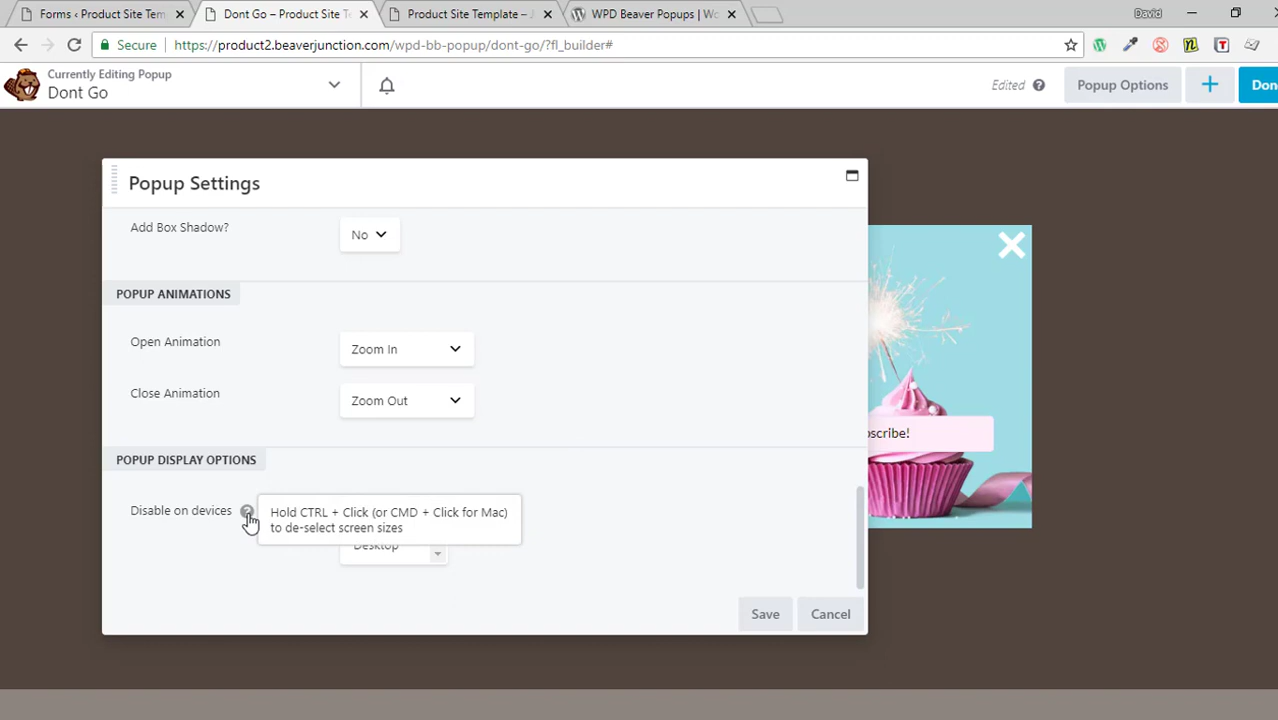 Forms ‹ Product Site Tem
Dont Go – Product Site T
Product Site Template – J
WPD Beaver Popups | Wo
David
Secure
https://product2.beaverjunction.com/wpd-bb-popup/dont-go/?fl_builder#
Currently Editing Popup
Dont Go
Edited
Popup Options
Don
Popup Settings
Add Box Shadow?
No
POPUP ANIMATIONS
Open Animation
Zoom In
Close Animation
Zoom Out
POPUP DISPLAY OPTIONS
Disable on devices
Hold CTRL + Click (or CMD + Click for Mac)
to de-select screen sizes
Desktop
Save
Cancel
bscribe!